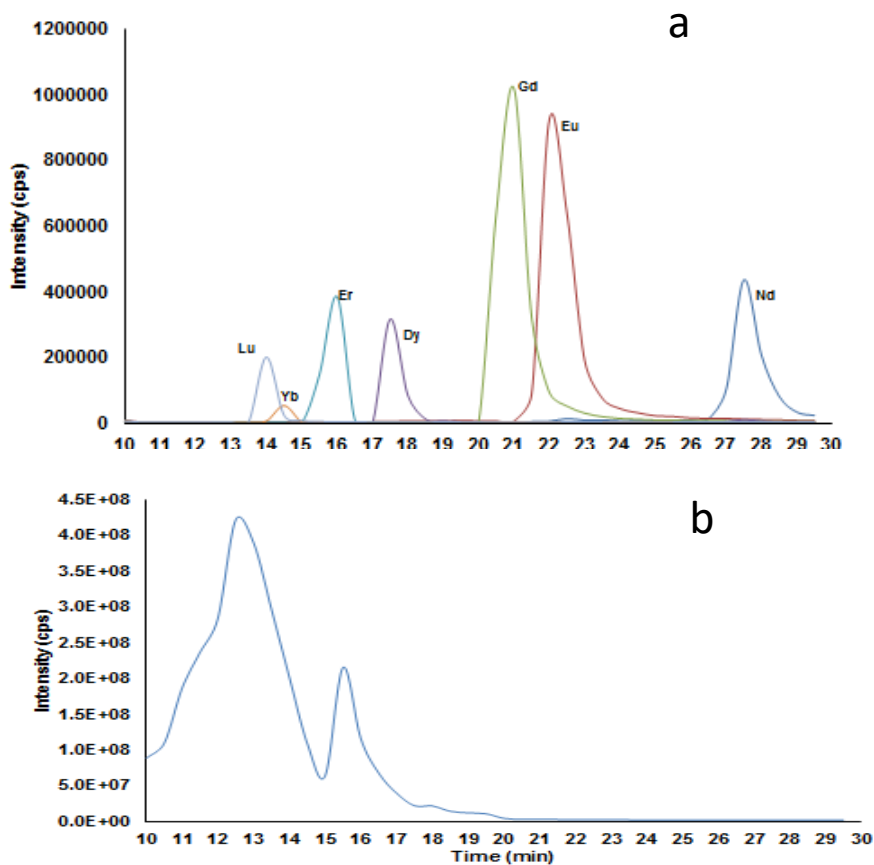 a
1200000
1000000
800000
600000
400000
200000
0
Intensity (cps)
Gd
Eu
Er
Nd
Dy
Lu
Yb
10 11 12 13 14 15 16 17 18 19 20 21 22 23 24 25 26 27 28 29 30
b
4.5E+08
4.0E+08
3.5E+08
3.0E+08
2.5E+08
2.0E+08
1.5E+08
1.0E+08
5.0E+07
0.0E+00
Intensity (cps)
10 11 12 13 14 15 16 17 18 19 20 21 22 23 24 25 26 27 28 29 30
Time (min)